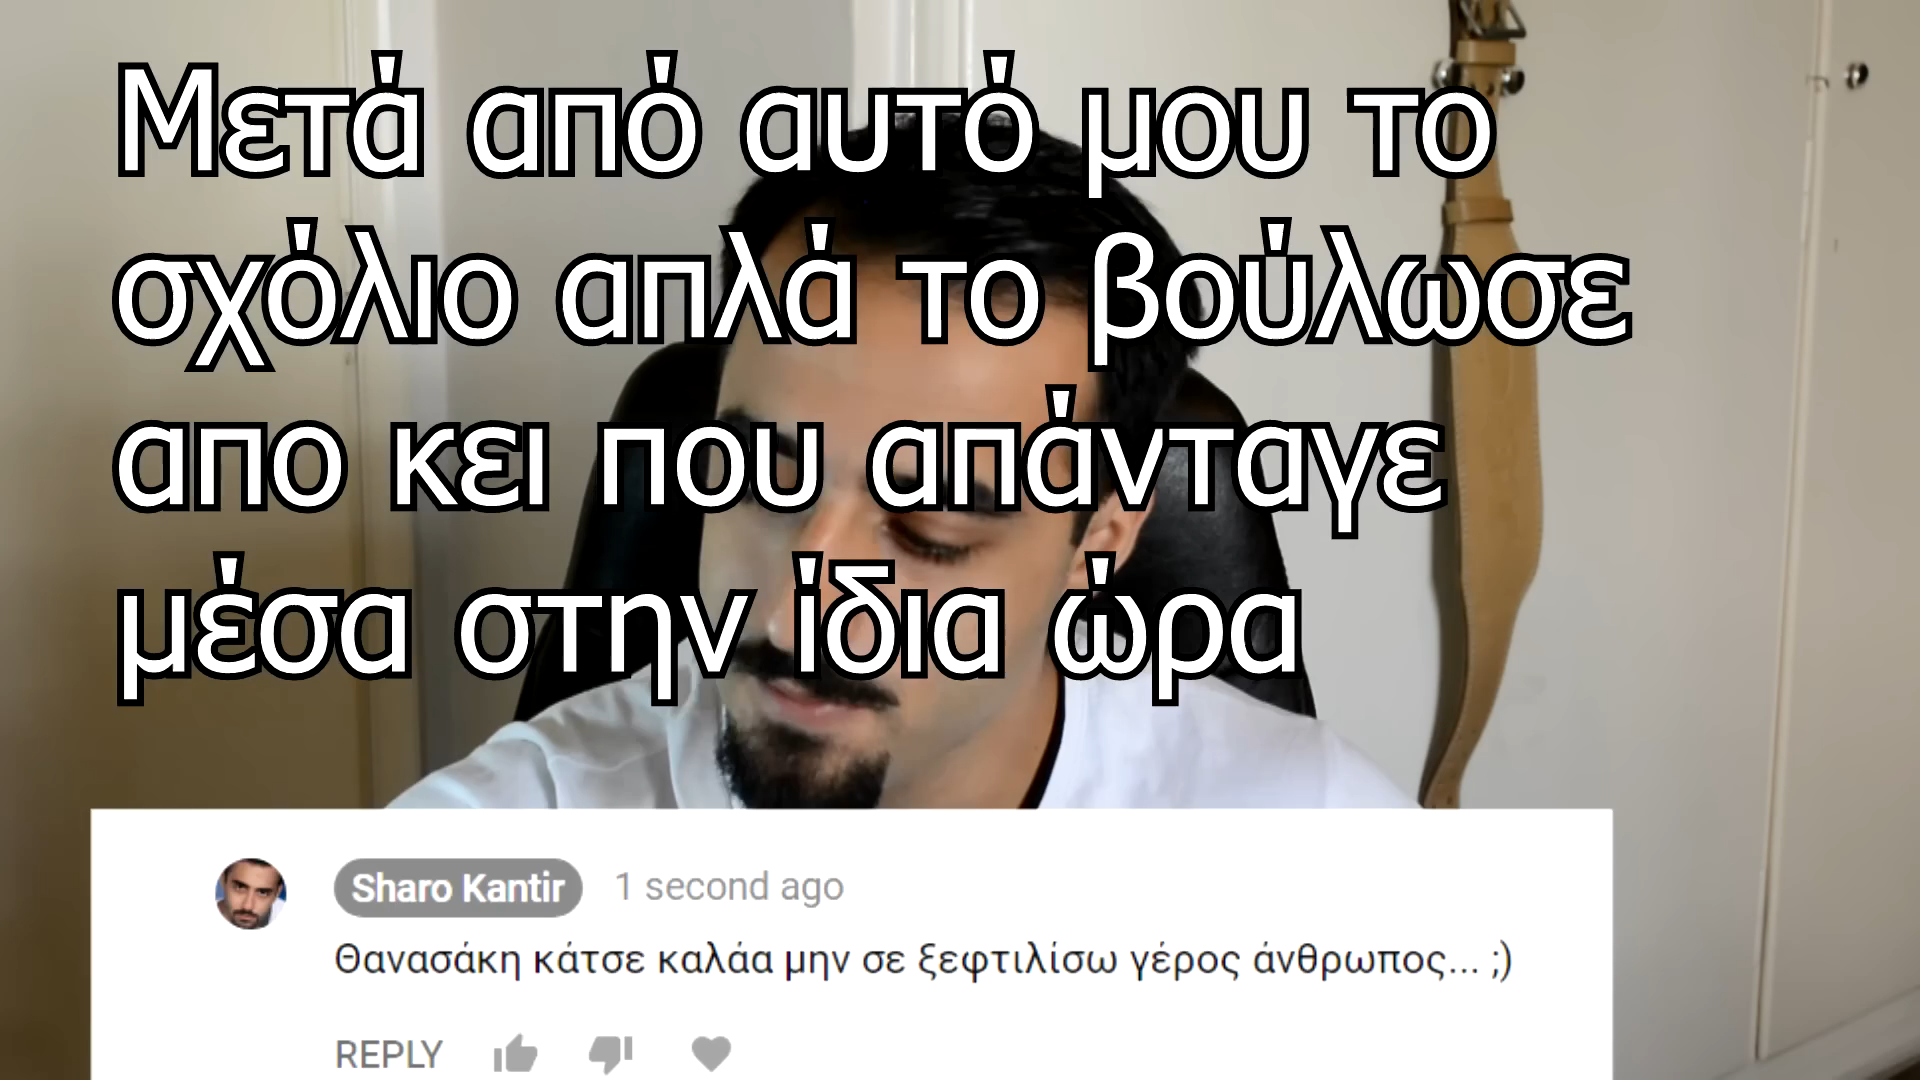 Μετά από αυτό μου το
σχόλιο απλά το βούλωσε
απο κει που απάνταγε
μέσα στην ίδια ώρα
Sharo Kantir 1 second ago
Θανασάκη κάτσε καλάα μην σε ξεφτιλίσω γέρος άνθρωπος... ;)
REPLY